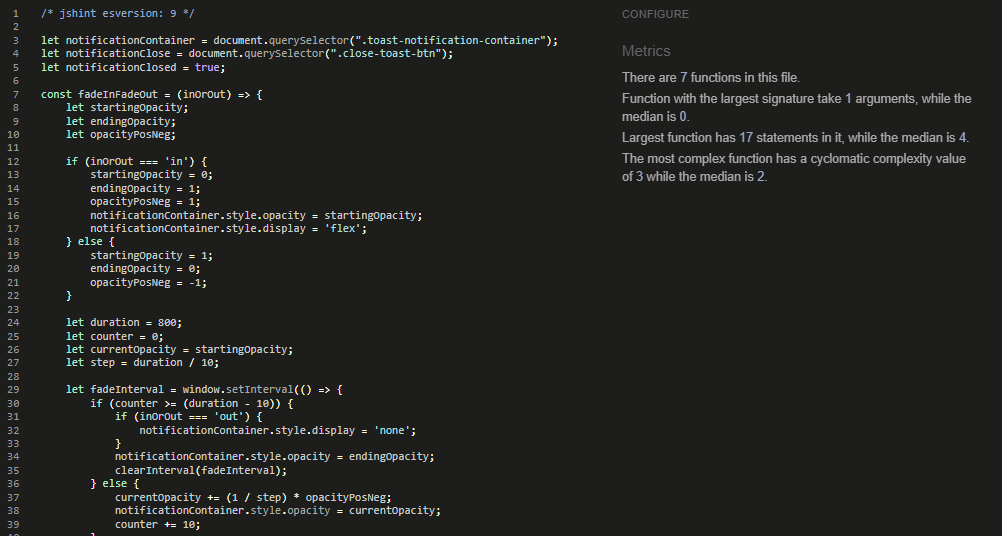 1 /* jshint esversion: 9 */
2
3 let notificationContainer = document.querySelector(".toast-notification-container");
4 let notificationClose = document.querySelector(".close-toast-btn");
5 let notificationClosed = true;
6
7 const fadeInFadeOut = (inOrOut) => {
8 let startingOpacity;
9 let endingOpacity;
10 let opacityPosNeg;
11
12 if (inOrOut === 'in') {
13 startingOpacity = 0;
14 endingOpacity = 1;
15 opacityPosNeg = 1;
16 notificationContainer.style.opacity = startingOpacity;
17 notificationContainer.style.display = 'flex';
18 } else {
19 startingOpacity = 1;
20 endingOpacity = 0;
21 opacityPosNeg = -1;
22 }
23
24 let duration = 800;
25 let counter = 0;
26 let currentOpacity = startingOpacity;
27 let step = duration / 10;
28
29 let fadeInterval = window.setInterval(() => {
30 if (counter >= (duration - 10)) {
31 if (inOrOut === 'out') {
32 notificationContainer.style.display = 'none';
33 }
34 notificationContainer.style.opacity = endingOpacity;
35 clearInterval(fadeInterval);
36 } else {
37 currentOpacity += (1 / step) * opacityPosNeg;
38 notificationContainer.style.opacity = currentOpacity;
39 counter += 10;
CONFIGURE
Metrics
There are 7 functions in this file.
Function with the largest signature take 1 arguments, while the
median is 0.
Largest function has 17 statements in it, while the median is 4.
The most complex function has a cyclomatic complexity value
of 3 while the median is 2.